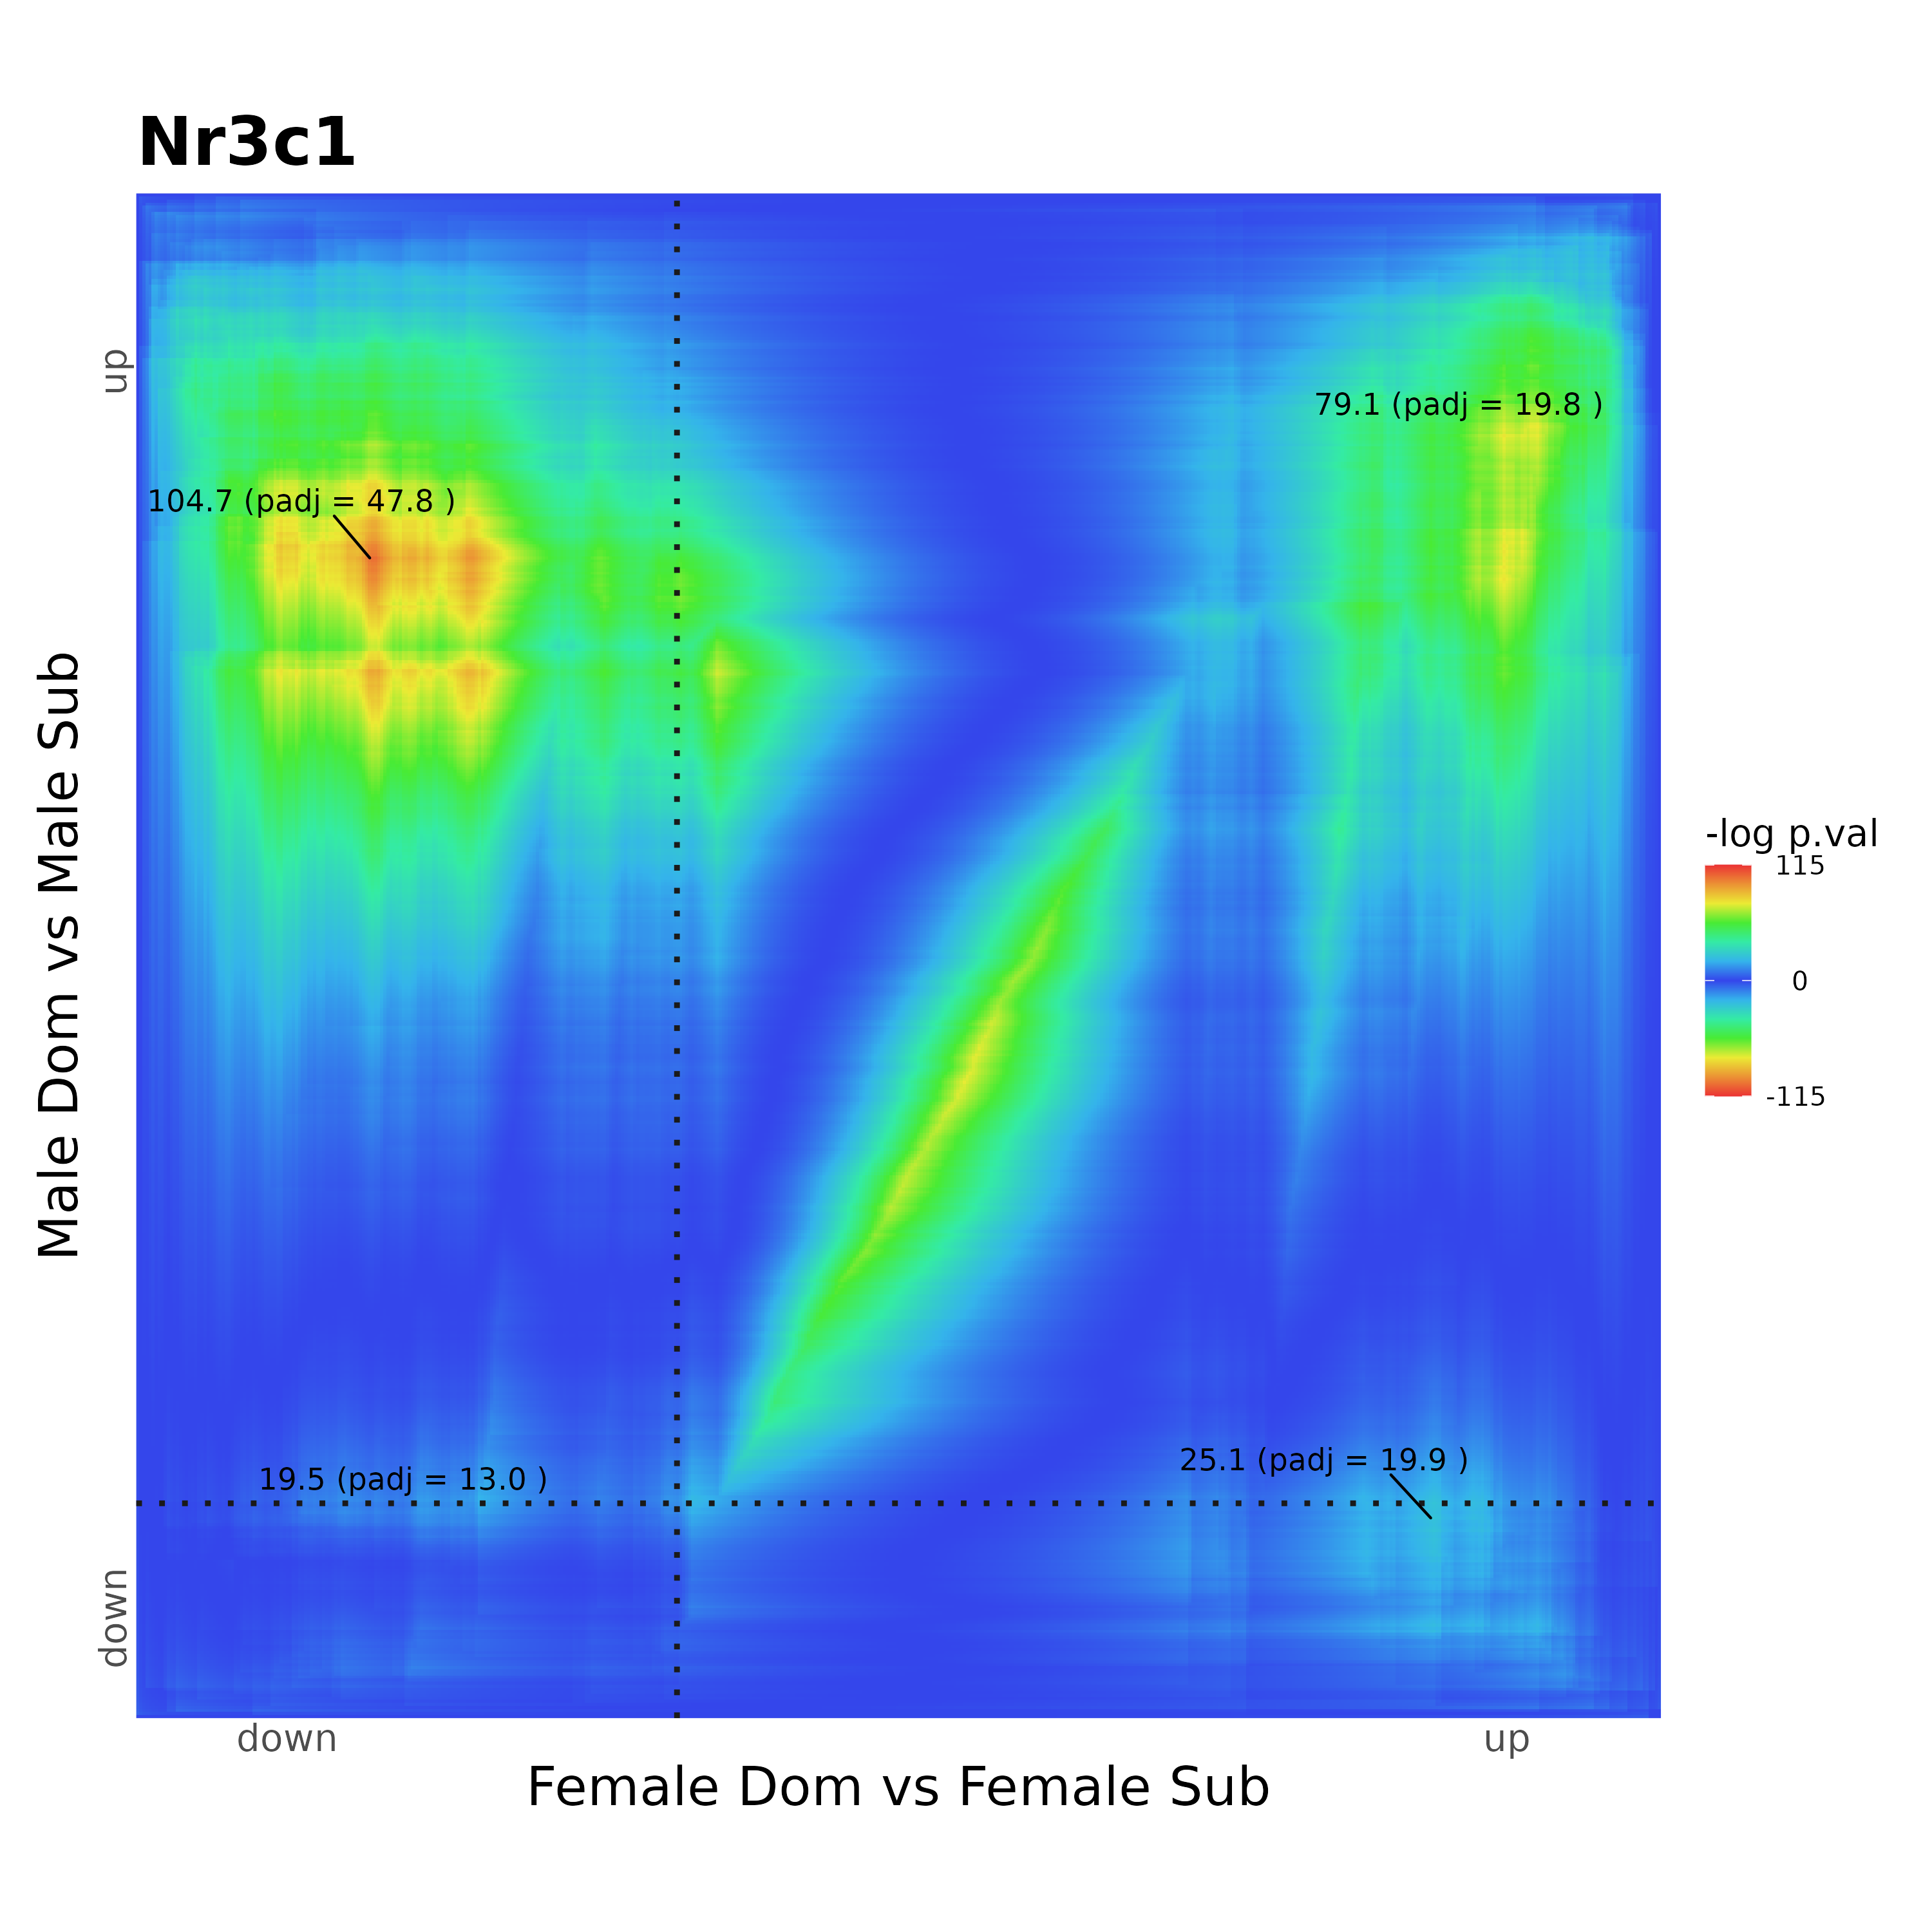 Nr3c1
up
79.1 (padj = 19.8 )
104.7 (padj = 47.8 )
Male Dom vs Male Sub
-log p.val
115
0
-115
25.1 (padj = 19.9 )
19.5 (padj = 13.0 )
down
down
up
Female Dom vs Female Sub